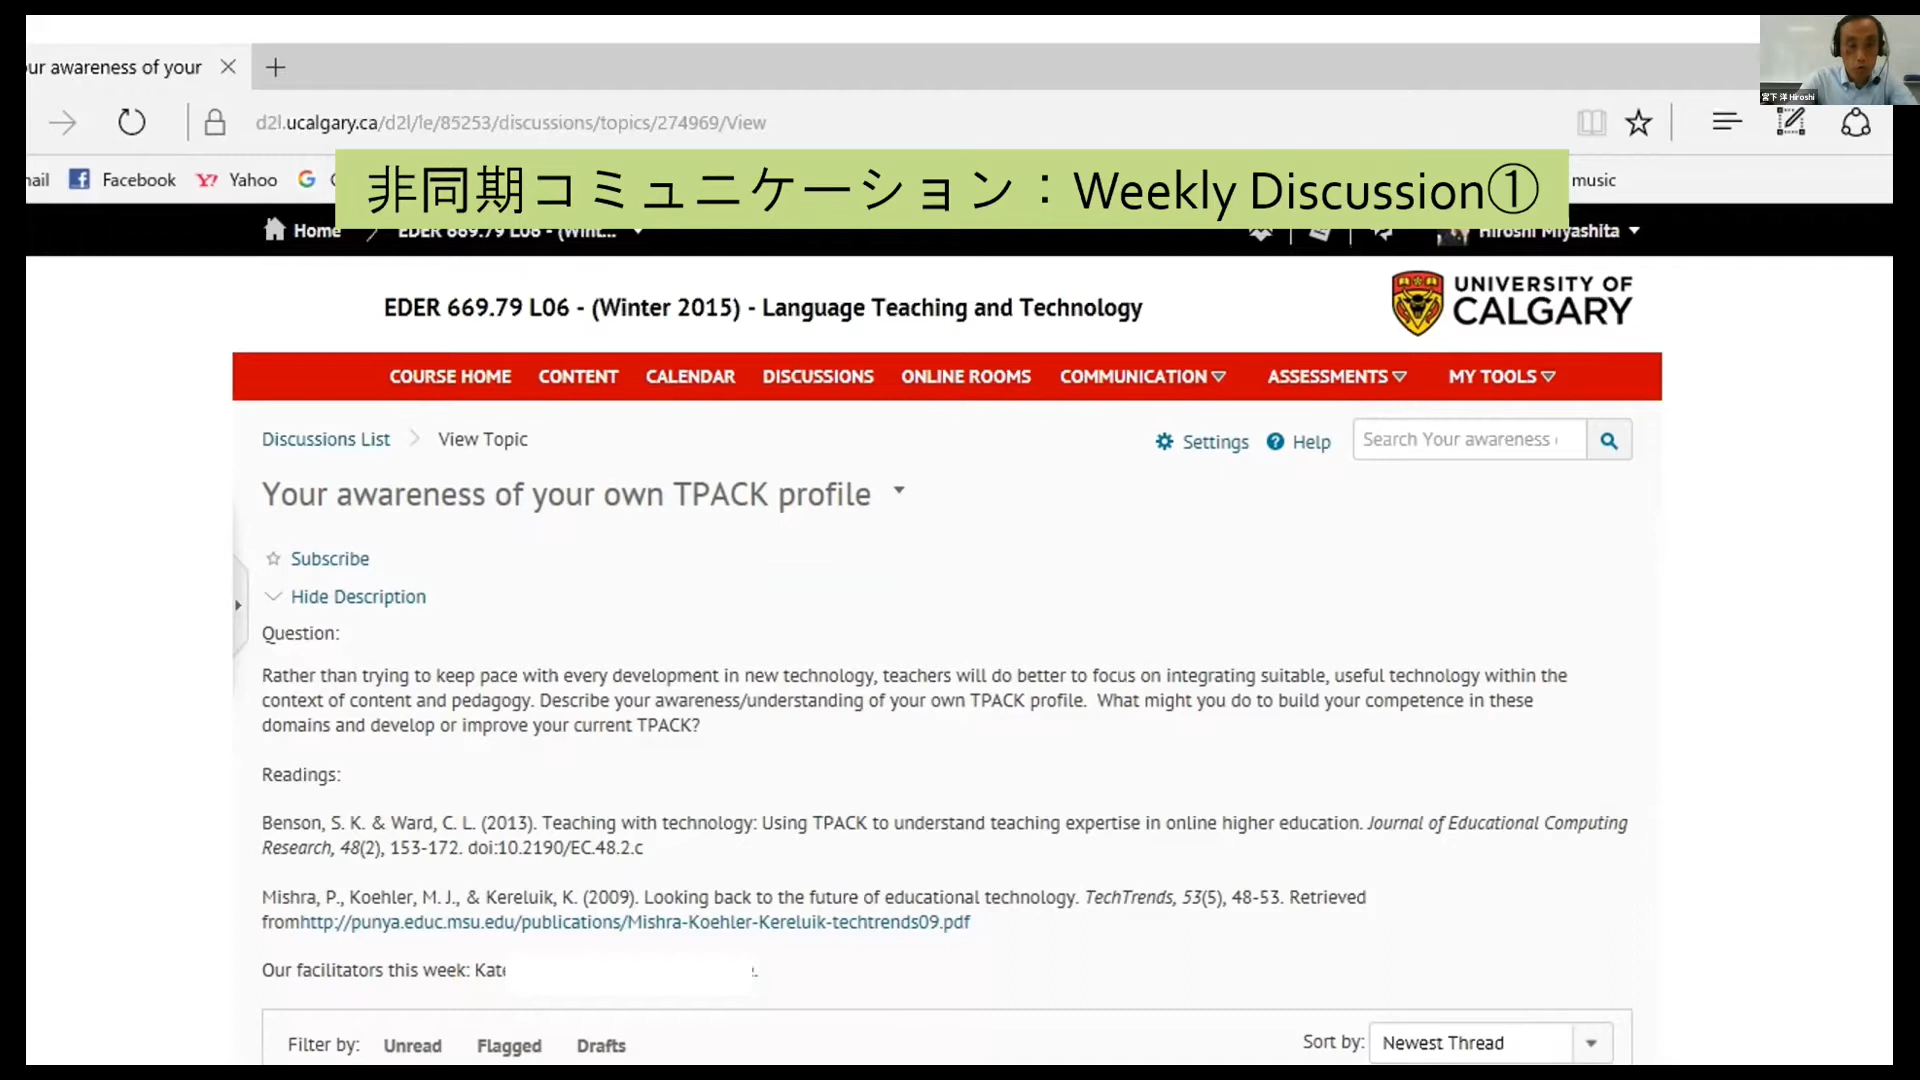 ur awareness of your
宮下 洋 Hiroshi
d2l.ucalgary.ca/d2l/le/85253/discussions/topics/274969/View
非同期コミュニケーション：Weekly Discussion①
Facebook Yahoo music
Home EDER 669.79 L06 - (Wint... Hiroshi Miyashita
EDER 669.79 L06 - (Winter 2015) - Language Teaching and Technology
UNIVERSITY OF
CALGARY
COURSE HOME CONTENT CALENDAR DISCUSSIONS ONLINE ROOMS COMMUNICATION ASSESSMENTS MY TOOLS
Discussions List View Topic Settings Help Search Your awareness
Your awareness of your own TPACK profile
Subscribe
Hide Description
Question:
Rather than trying to keep pace with every development in new technology, teachers will do better to focus on integrating suitable, useful technology within the
context of content and pedagogy. Describe your awareness/understanding of your own TPACK profile. What might you do to build your competence in these
domains and develop or improve your current TPACK?
Readings:
Benson, S. K. & Ward, C. L. (2013). Teaching with technology: Using TPACK to understand teaching expertise in online higher education. Journal of Educational Computing
Research, 48(2), 153-172. doi:10.2190/EC.48.2.c
Mishra, P., Koehler, M. J., & Kereluik, K. (2009). Looking back to the future of educational technology. TechTrends, 53(5), 48-53. Retrieved
fromhttp://punya.educ.msu.edu/publications/Mishra-Koehler-Kereluik-techtrends09.pdf
Our facilitators this week: Kate
Filter by: Unread Flagged Drafts Sort by: Newest Thread